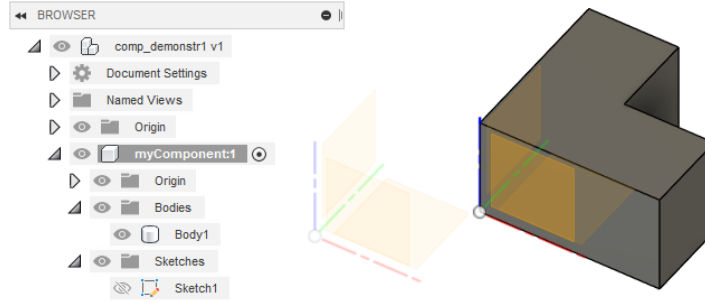 BROWSER
comp_demonstr1 v1
Document Settings
Named Views
Origin
myComponent:1
Origin
Bodies
Body1
Sketches
Sketch1